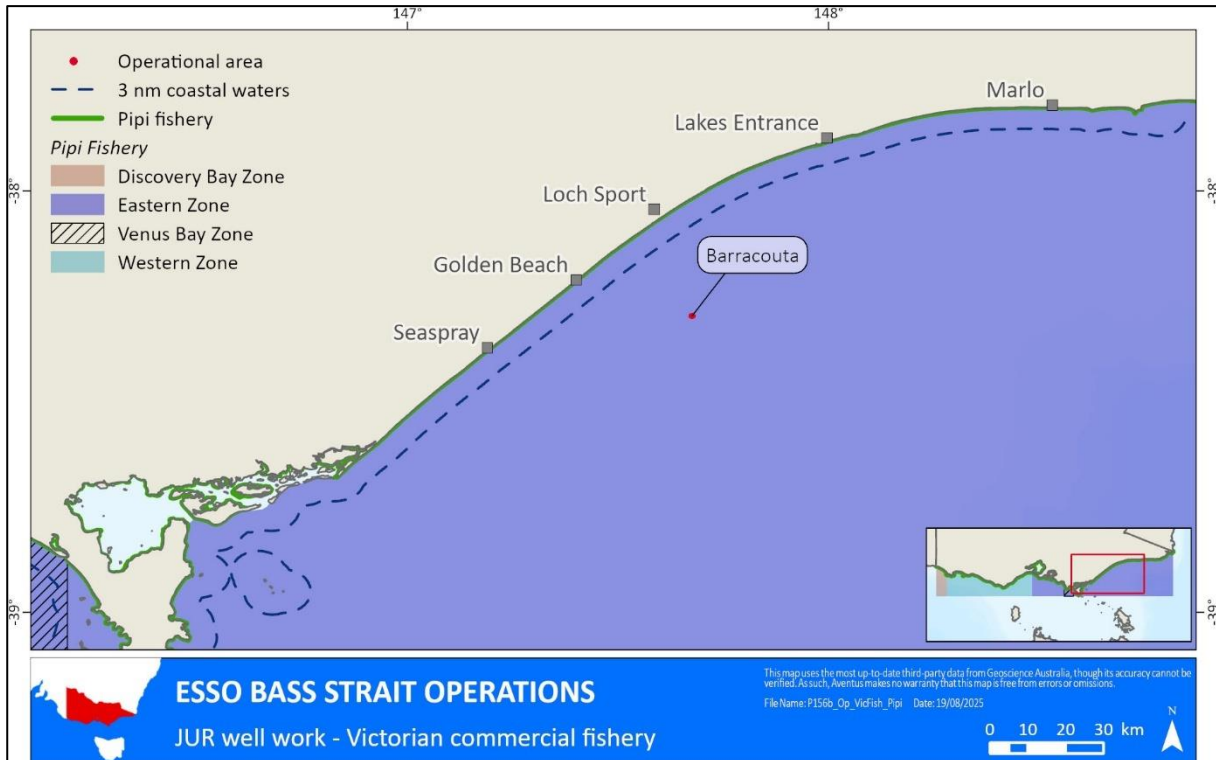 147°
148°
Operational area
3 nm coastal waters
Pipi fishery
Pipi Fishery
Discovery Bay Zone
Eastern Zone
Venus Bay Zone
Western Zone
Marlo
Lakes Entrance
Loch Sport
Barracouta
Golden Beach
Seaspray
-38°
-38°
-39°
-39°
ESSO BASS STRAIT OPERATIONS
JUR well work - Victorian commercial fishery
This map uses the most up-to-date third-party data from Geoscience Australia, though its accuracy cannot be
verified. As such, Aventus makes no warranty that this map is free from errors or omissions.
File Name: P156b_Op_VicFish_Pipi Date: 19/08/2025
N
0 10 20 30 km